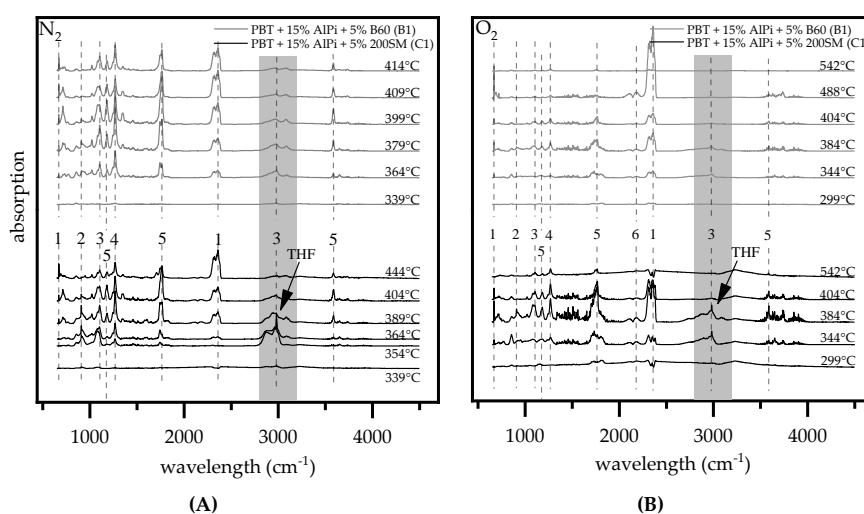 N2
PBT + 15% AlPi + 5% B60 (B1)
PBT + 15% AlPi + 5% 200SM (C1)
414°C
409°C
399°C
379°C
364°C
339°C
1 2 3 4 5 1 3 5
5
THF
444°C
404°C
389°C
364°C
354°C
339°C
absorption
1000 2000 3000 4000
wavelength (cm⁻¹)
(A)
O2
PBT + 15% AlPi + 5% B60 (B1)
PBT + 15% AlPi + 5% 200SM (C1)
542°C
488°C
404°C
384°C
344°C
299°C
1 2 3 4 5 6 1 3 5
5
THF
542°C
404°C
384°C
344°C
299°C
1000 2000 3000 4000
wavelength (cm⁻¹)
(B)